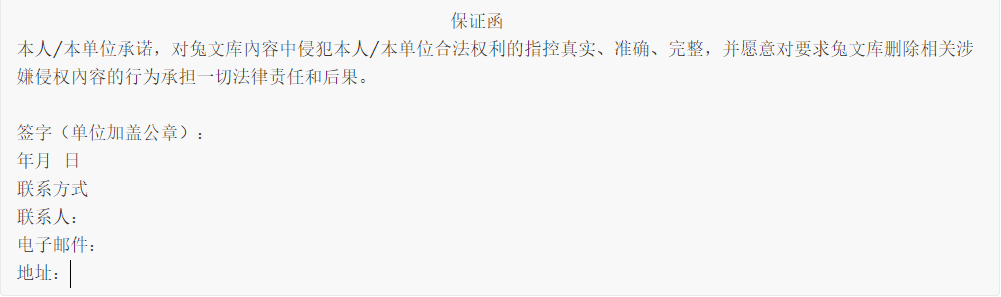 保证函
本人/本单位承诺，对兔文库内容中侵犯本人/本单位合法权利的指控真实、准确、完整，并愿意对要求兔文库删除相关涉
嫌侵权内容的行为承担一切法律责任和后果。
签字（单位加盖公章）：
年月 日
联系方式
联系人：
电子邮件：
地址：